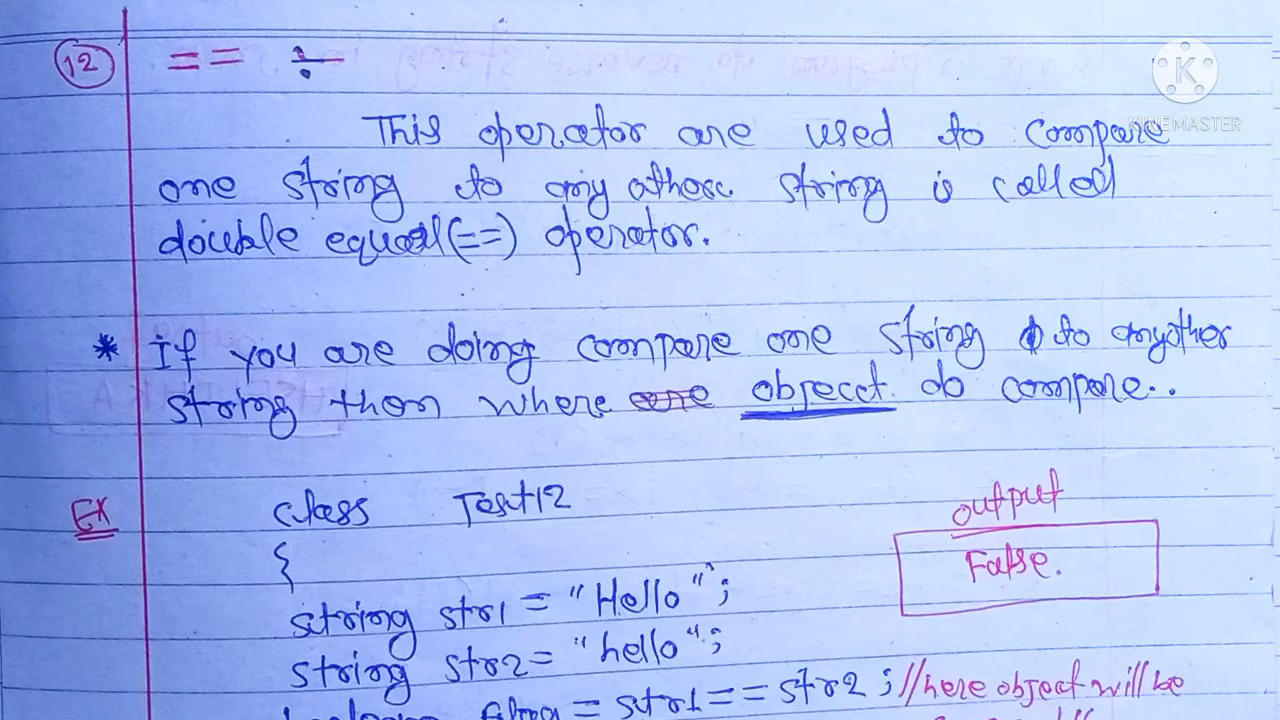 12 == ÷
K
KINEMASTER
This operator are used to compare
one string to any other string is called
double equal(==) operator.
* If you are doing compare one string to anyother
string then where objecct do compare..
Ex class Test12
output
{
False.
string str1 = "Hello";
string str2 = "hello";
= str1 == str2 ; //here object will be